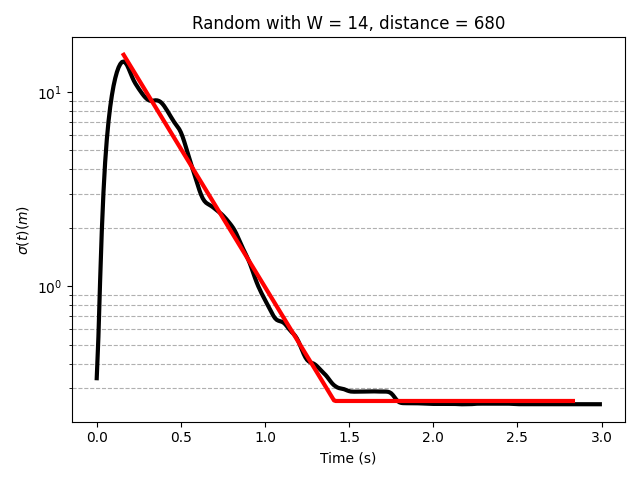 Random with W = 14, distance = 680
σ(t)(m)
10¹
10⁰
0.0 0.5 1.0 1.5 2.0 2.5 3.0
Time (s)